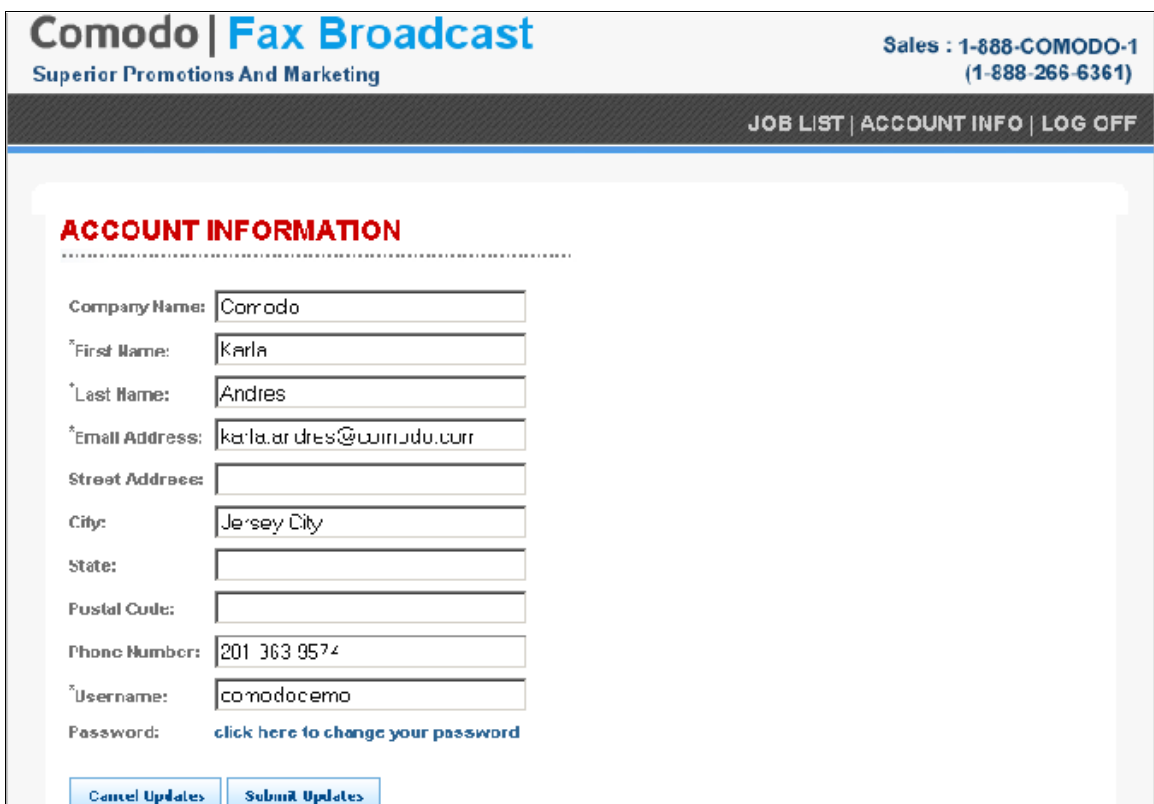 Comodo | Fax Broadcast
Superior Promotions And Marketing
Sales : 1-888-COMODO-1
(1-888-266-6361)
JOB LIST | ACCOUNT INFO | LOG OFF
ACCOUNT INFORMATION
Company Name: Comodo
*First Name: Karla
*Last Name: Andres
*Email Address: karla.andres@comodo.com
Street Address:
City: Jersey City
State:
Postal Code:
Phone Number: 201 963 9574
*Username: comododemo
Password: click here to change your password
Cancel Updates Submit Updates